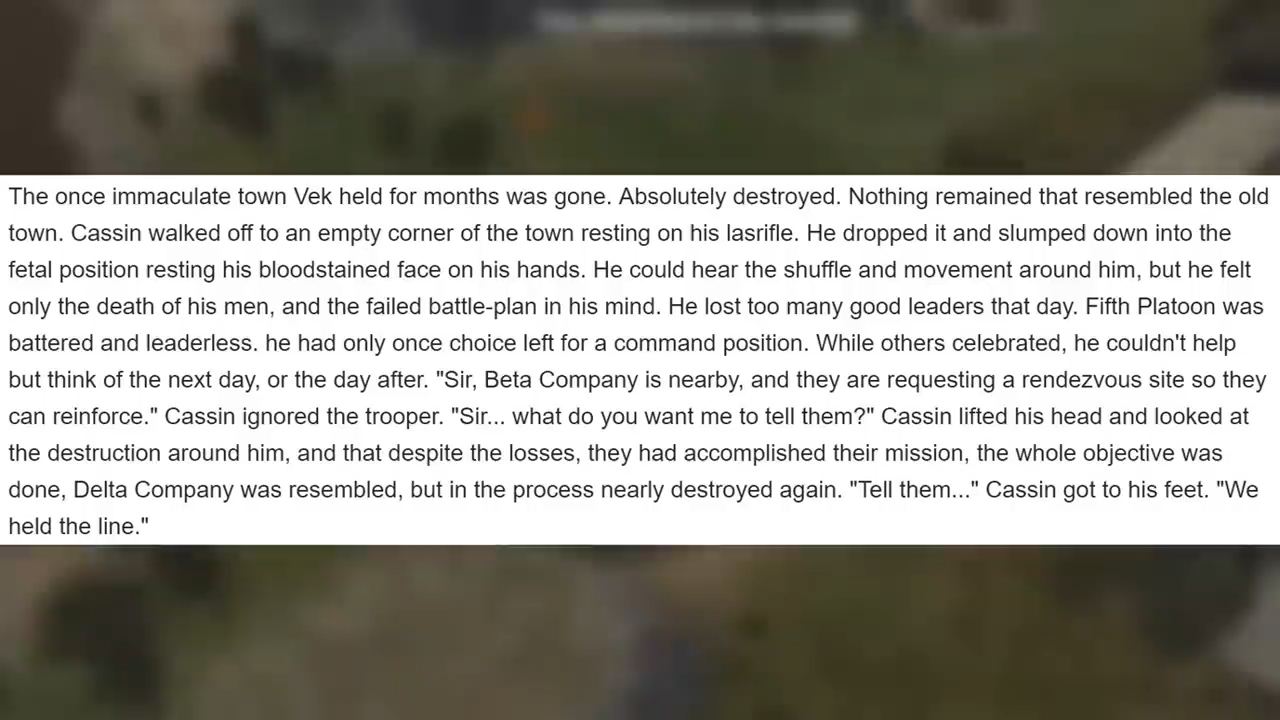 The once immaculate town Vek held for months was gone. Absolutely destroyed. Nothing remained that resembled the old
town. Cassin walked off to an empty corner of the town resting on his lasrifle. He dropped it and slumped down into the
fetal position resting his bloodstained face on his hands. He could hear the shuffle and movement around him, but he felt
only the death of his men, and the failed battle-plan in his mind. He lost too many good leaders that day. Fifth Platoon was
battered and leaderless. he had only once choice left for a command position. While others celebrated, he couldn't help
but think of the next day, or the day after. "Sir, Beta Company is nearby, and they are requesting a rendezvous site so they
can reinforce." Cassin ignored the trooper. "Sir... what do you want me to tell them?" Cassin lifted his head and looked at
the destruction around him, and that despite the losses, they had accomplished their mission, the whole objective was
done, Delta Company was resembled, but in the process nearly destroyed again. "Tell them..." Cassin got to his feet. "We
held the line."